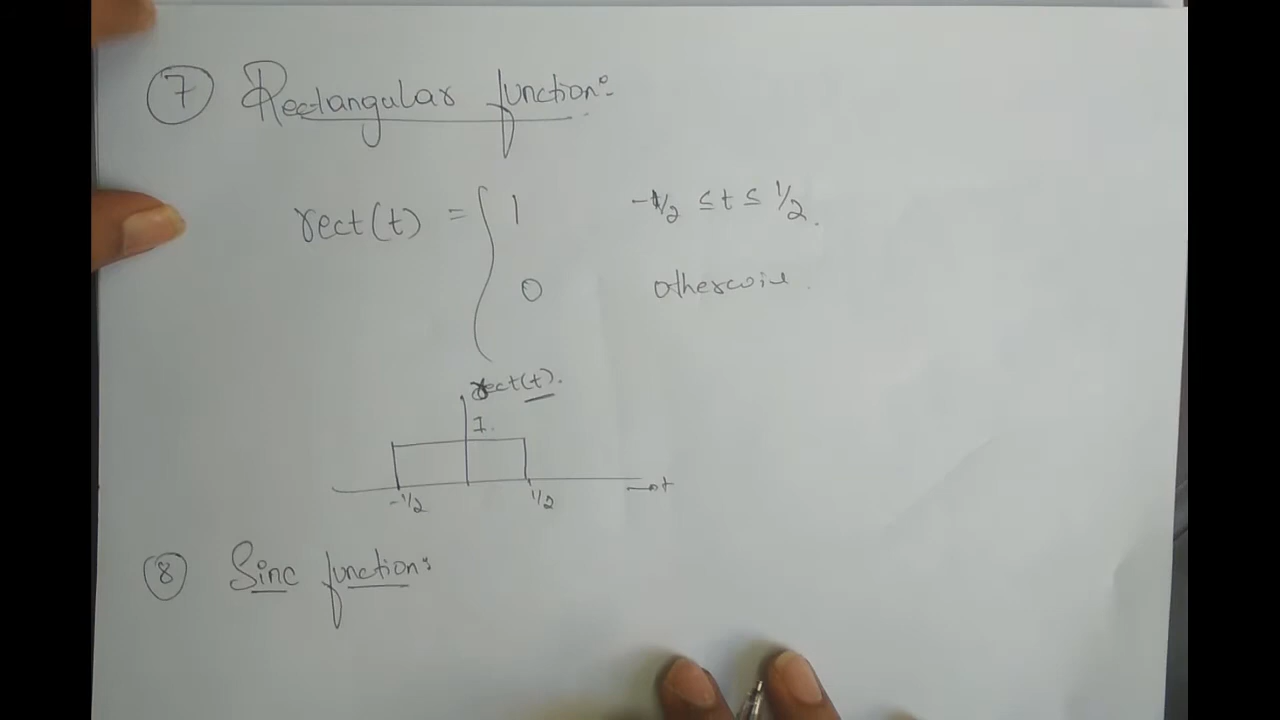 7 Rectangular function:-
rect(t) = { 1 -1/2 ≤ t ≤ 1/2.
0 otherwise.
rect(t).
1.
-1/2 1/2 → t
8 Sinc function: